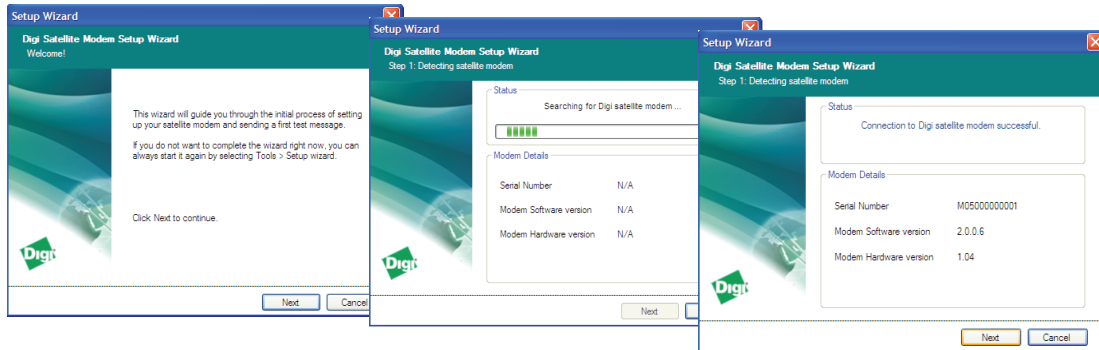 Setup Wizard
Digi Satellite Modem Setup Wizard
Welcome!
This wizard will guide you through the initial process of setting
up your satellite modem and sending a first test message.
If you do not want to complete the wizard right now, you can
always start it again by selecting Tools > Setup wizard.
Click Next to continue.
Digi
Next
Cancel
Setup Wizard
Digi Satellite Modem Setup Wizard
Step 1: Detecting satellite modem
Status
Searching for Digi satellite modem ...
Modem Details
Serial Number N/A
Modem Software version N/A
Modem Hardware version N/A
Digi
Next
Setup Wizard
Digi Satellite Modem Setup Wizard
Step 1: Detecting satellite modem
Status
Connection to Digi satellite modem successful.
Modem Details
Serial Number M05000000001
Modem Software version 2.0.0.6
Modem Hardware version 1.04
Digi
Next
Cancel